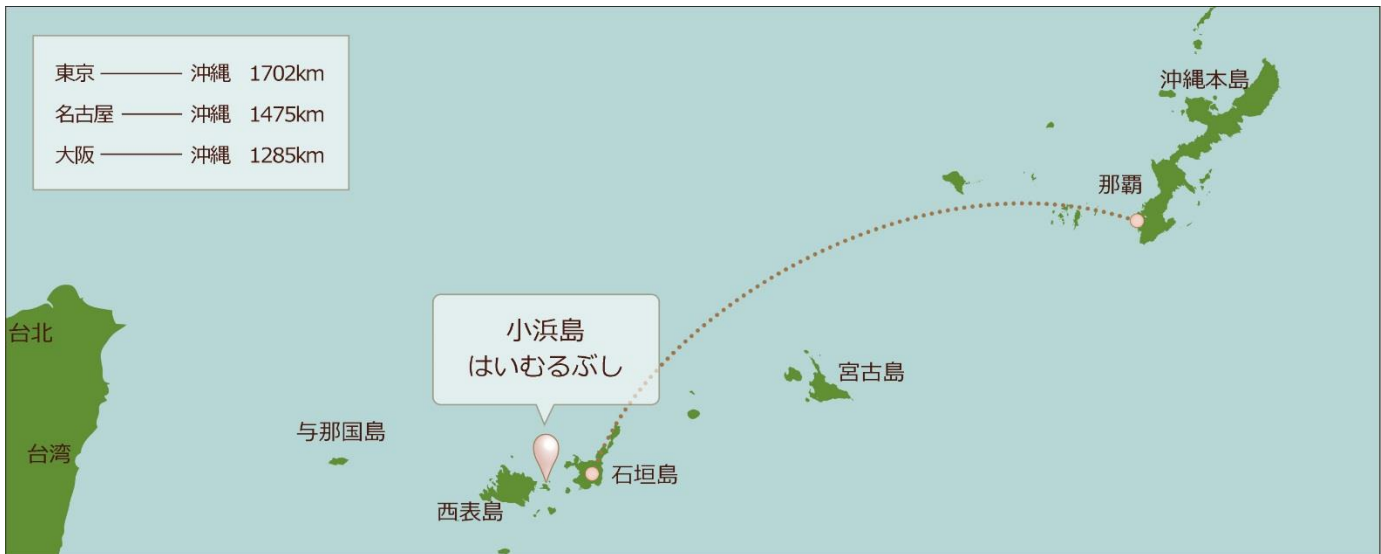 東京 ――― 沖縄 1702km
名古屋 ――― 沖縄 1475km
大阪 ――― 沖縄 1285km
沖縄本島
那覇
台北
小浜島
はいむるぶし
宮古島
与那国島
台湾
石垣島
西表島